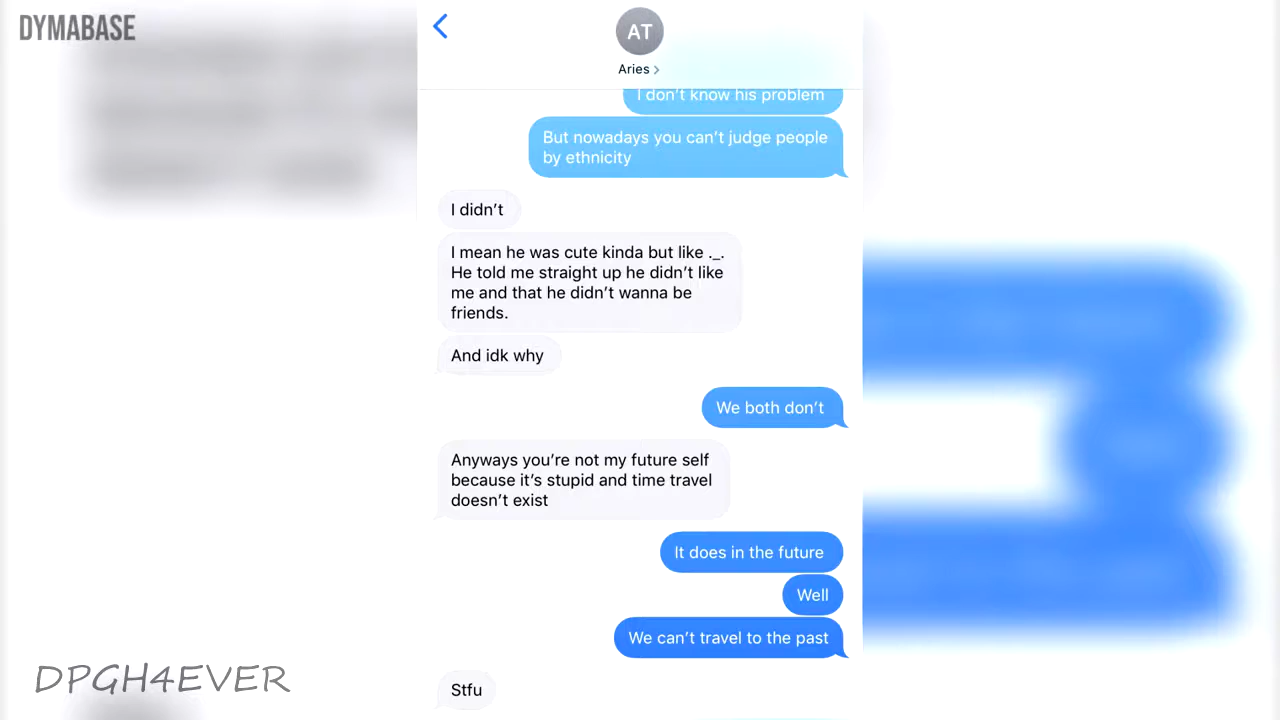 DYMABASE
AT
Aries >
I don't know his problem
But nowadays you can't judge people
by ethnicity
I didn't
I mean he was cute kinda but like ._.
He told me straight up he didn't like
me and that he didn't wanna be
friends.
And idk why
We both don't
Anyways you're not my future self
because it's stupid and time travel
doesn't exist
It does in the future
Well
We can't travel to the past
Stfu
DPGH4EVER